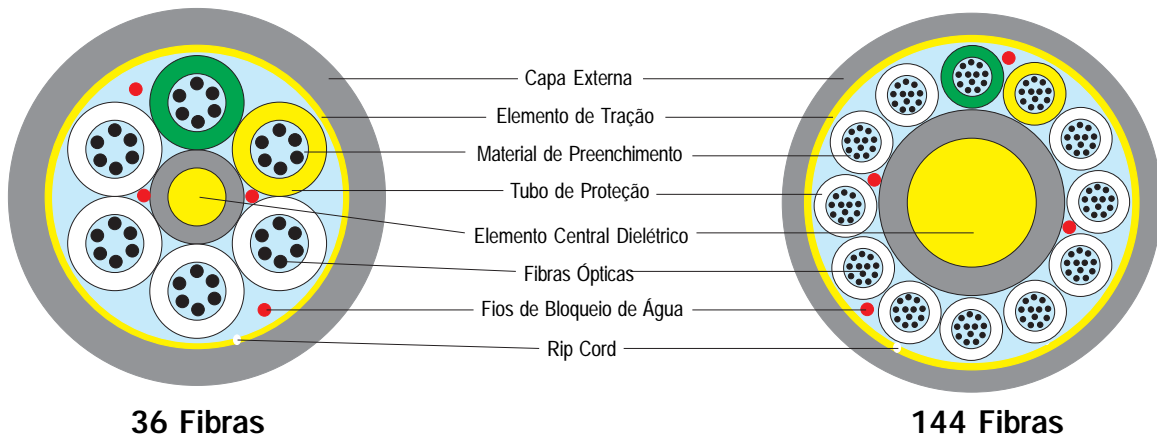 Capa Externa
Elemento de Tração
Material de Preenchimento
Tubo de Proteção
Elemento Central Dielétrico
Fibras Ópticas
Fios de Bloqueio de Água
Rip Cord
36 Fibras
144 Fibras